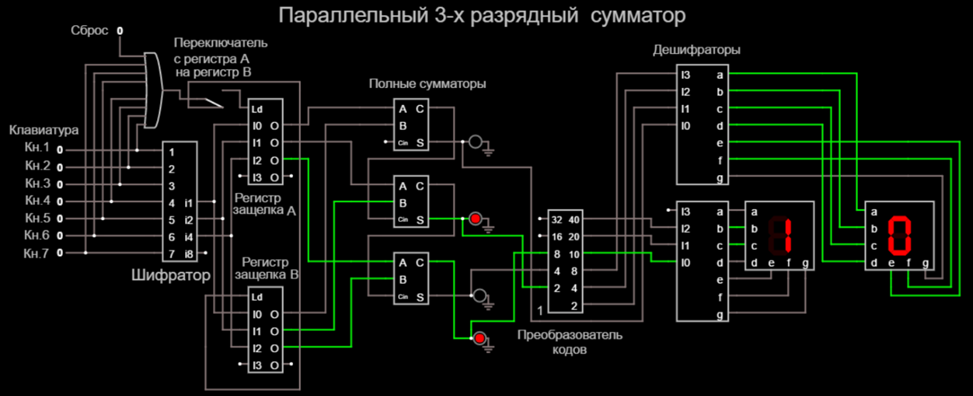 Параллельный 3-х разрядный сумматор
Сброс 0
Переключатель
с регистра А
на регистр В
Клавиатура
Кн.1 0
Кн.2 0
Кн.3 0
Кн.4 0
Кн.5 0
Кн.6 0
Кн.7 0
1
2
3
4 i1
5 i2
6 i4
7 i8
Шифратор
Ld
I0 O
I1 O
I2 O
I3 O
Регистр
защелка А
Регистр
защелка В
Ld
I0 O
I1 O
I2 O
I3 O
Полные сумматоры
A C
B
Cin S
A C
B
Cin S
A C
B
Cin S
32 40
16 20
8 10
4 8
2 4
2
1
Преобразователь
кодов
Дешифраторы
I3 a
I2 b
I1 c
I0 d
e
f
g
I3 a
I2 b
I1 c
I0 d
e
f
g
a
b
c
d e f g
1
a
b
c
d e f g
0